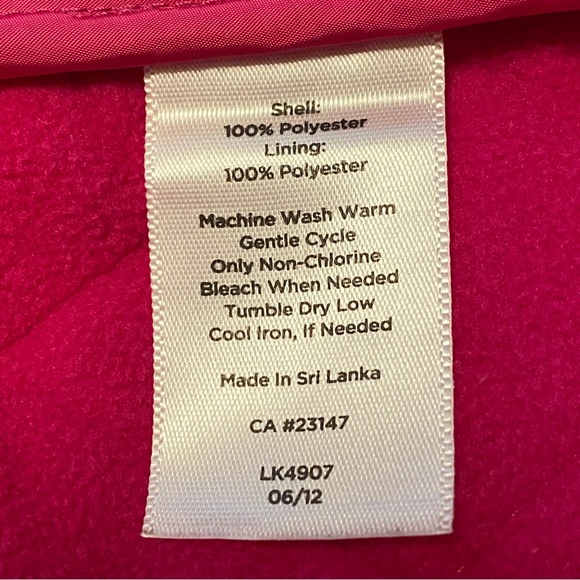 Shell:
100% Polyester
Lining:
100% Polyester
Machine Wash Warm
Gentle Cycle
Only Non-Chlorine
Bleach When Needed
Tumble Dry Low
Cool Iron, If Needed
Made In Sri Lanka
CA #23147
LK4907
06/12